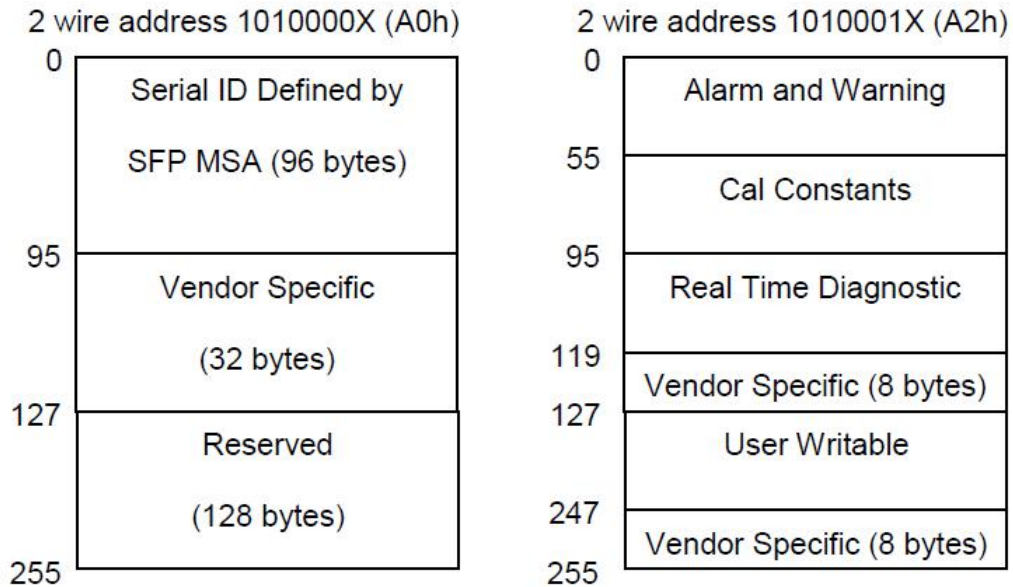 2 wire address 1010000X (A0h)
0
Serial ID Defined by
SFP MSA (96 bytes)
95
Vendor Specific
(32 bytes)
127
Reserved
(128 bytes)
255
2 wire address 1010001X (A2h)
0
Alarm and Warning
55
Cal Constants
95
Real Time Diagnostic
119
Vendor Specific (8 bytes)
127
User Writable
247
Vendor Specific (8 bytes)
255